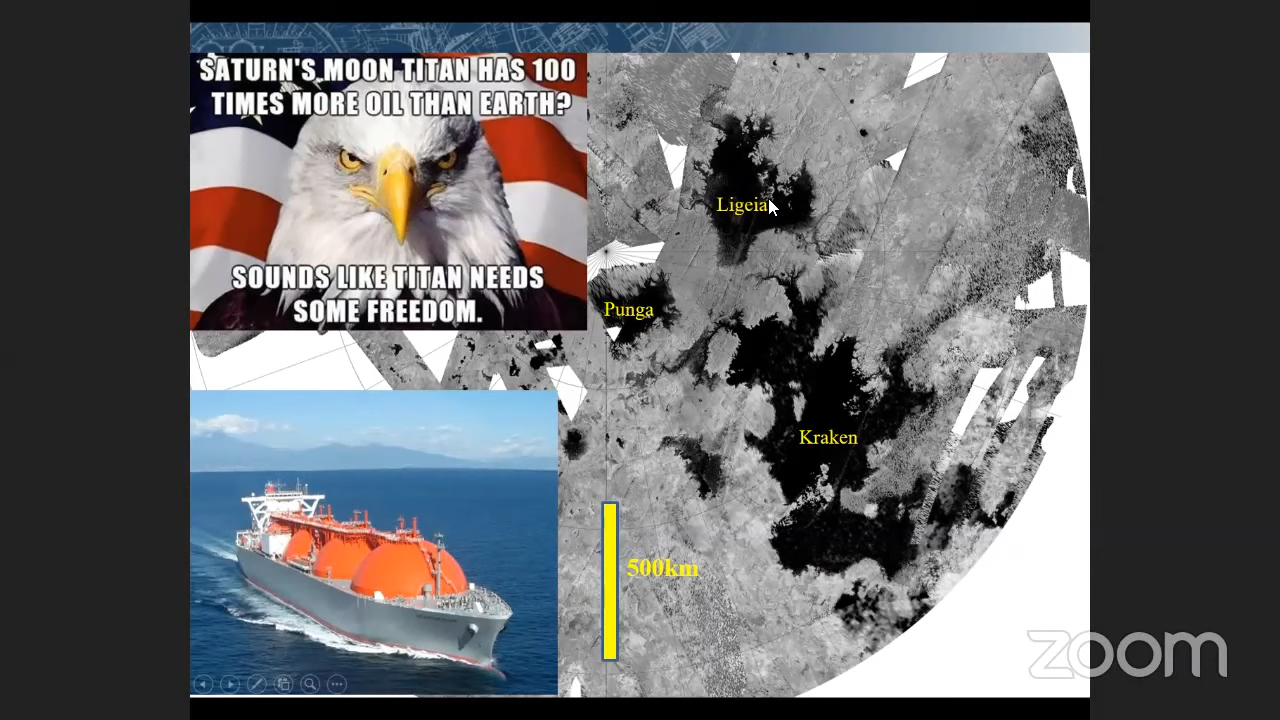 SATURN'S MOON TITAN HAS 100
TIMES MORE OIL THAN EARTH?
SOUNDS LIKE TITAN NEEDS
SOME FREEDOM.
Ligeia
Punga
Kraken
500km
zoom